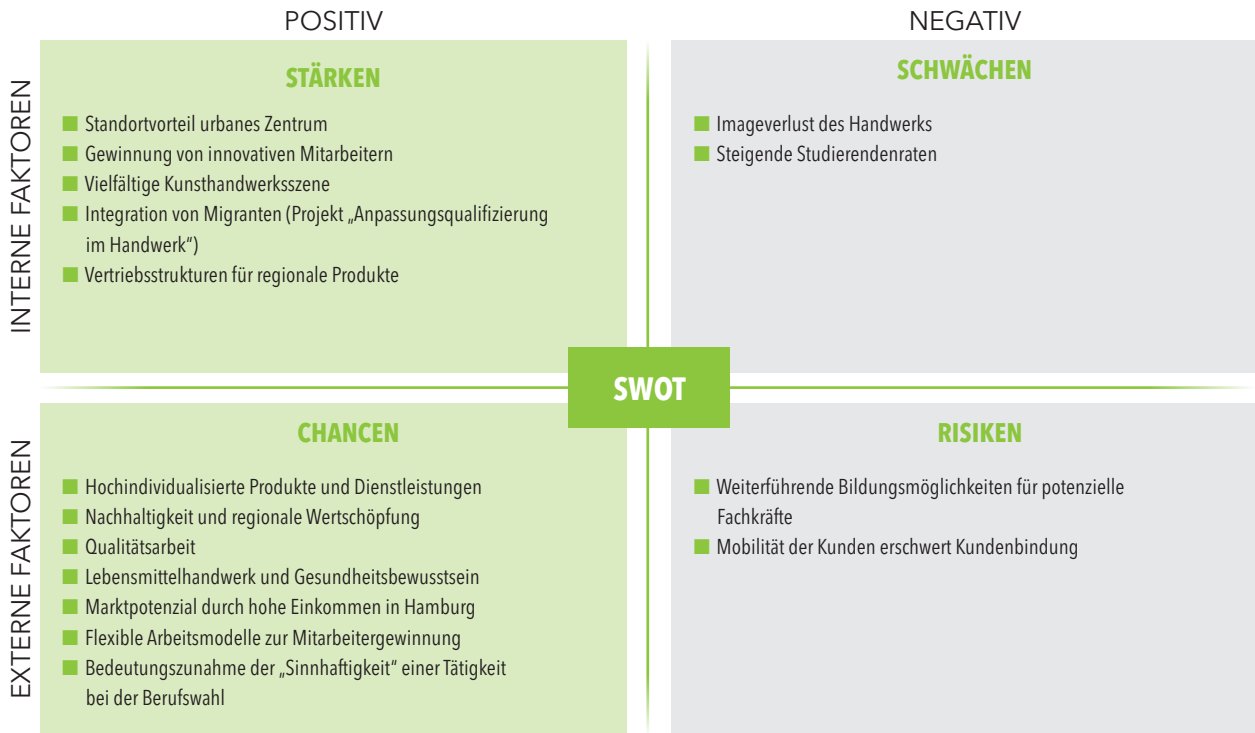 POSITIV
NEGATIV
INTERNE FAKTOREN
STÄRKEN
■ Standortvorteil urbanes Zentrum
■ Gewinnung von innovativen Mitarbeitern
■ Vielfältige Kunsthandwerksszene
■ Integration von Migranten (Projekt „Anpassungsqualifizierung
im Handwerk“)
■ Vertriebsstrukturen für regionale Produkte
SCHWÄCHEN
■ Imageverlust des Handwerks
■ Steigende Studierendenraten
SWOT
EXTERNE FAKTOREN
CHANCEN
■ Hochindividualisierte Produkte und Dienstleistungen
■ Nachhaltigkeit und regionale Wertschöpfung
■ Qualitätsarbeit
■ Lebensmittelhandwerk und Gesundheitsbewusstsein
■ Marktpotenzial durch hohe Einkommen in Hamburg
■ Flexible Arbeitsmodelle zur Mitarbeitergewinnung
■ Bedeutungszunahme der „Sinnhaftigkeit“ einer Tätigkeit
bei der Berufswahl
RISIKEN
■ Weiterführende Bildungsmöglichkeiten für potenzielle
Fachkräfte
■ Mobilität der Kunden erschwert Kundenbindung